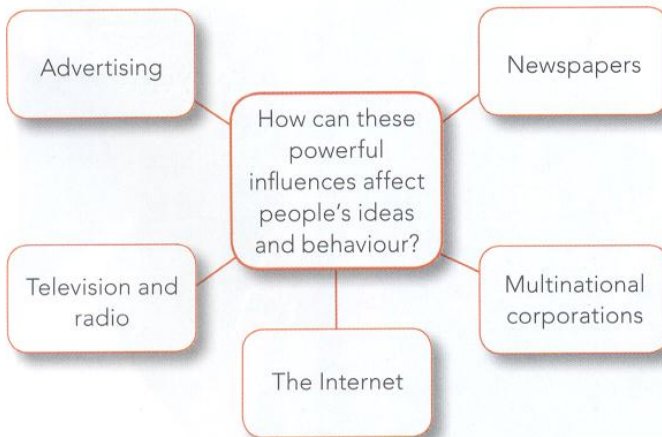 Advertising
Newspapers
How can these
powerful
influences affect
people's ideas
and behaviour?
Television and
radio
Multinational
corporations
The Internet